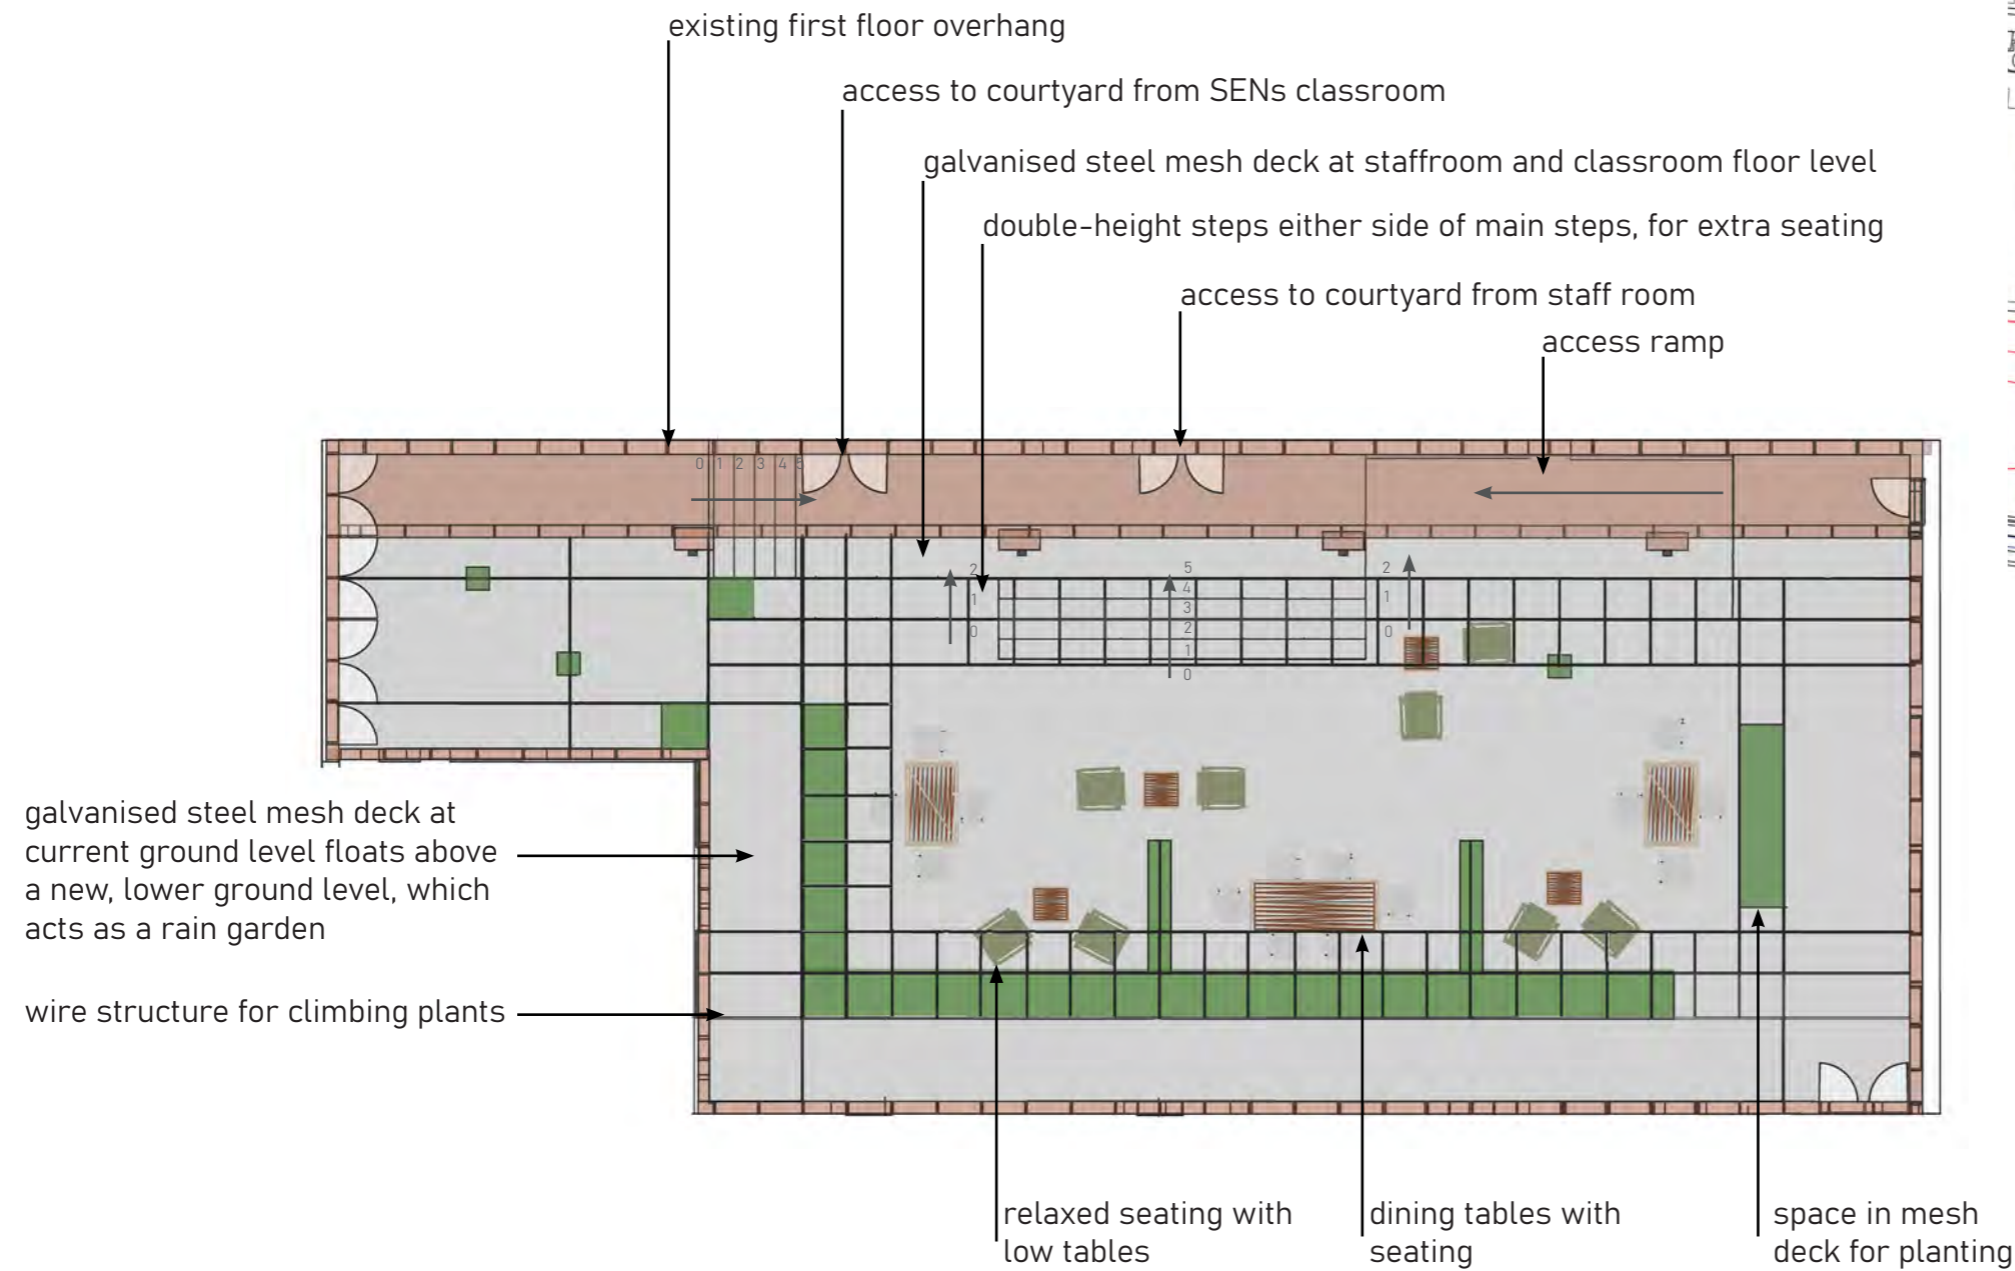 existing first floor overhang
access to courtyard from SENs classroom
galvanised steel mesh deck at staffroom and classroom floor level
double-height steps either side of main steps, for extra seating
access to courtyard from staff room
access ramp
0 1 2 3 4 5
2
1
0
5
4
3
2
1
0
2
1
0
galvanised steel mesh deck at
current ground level floats above
a new, lower ground level, which
acts as a rain garden
wire structure for climbing plants
relaxed seating with
low tables
dining tables with
seating
space in mesh
deck for planting